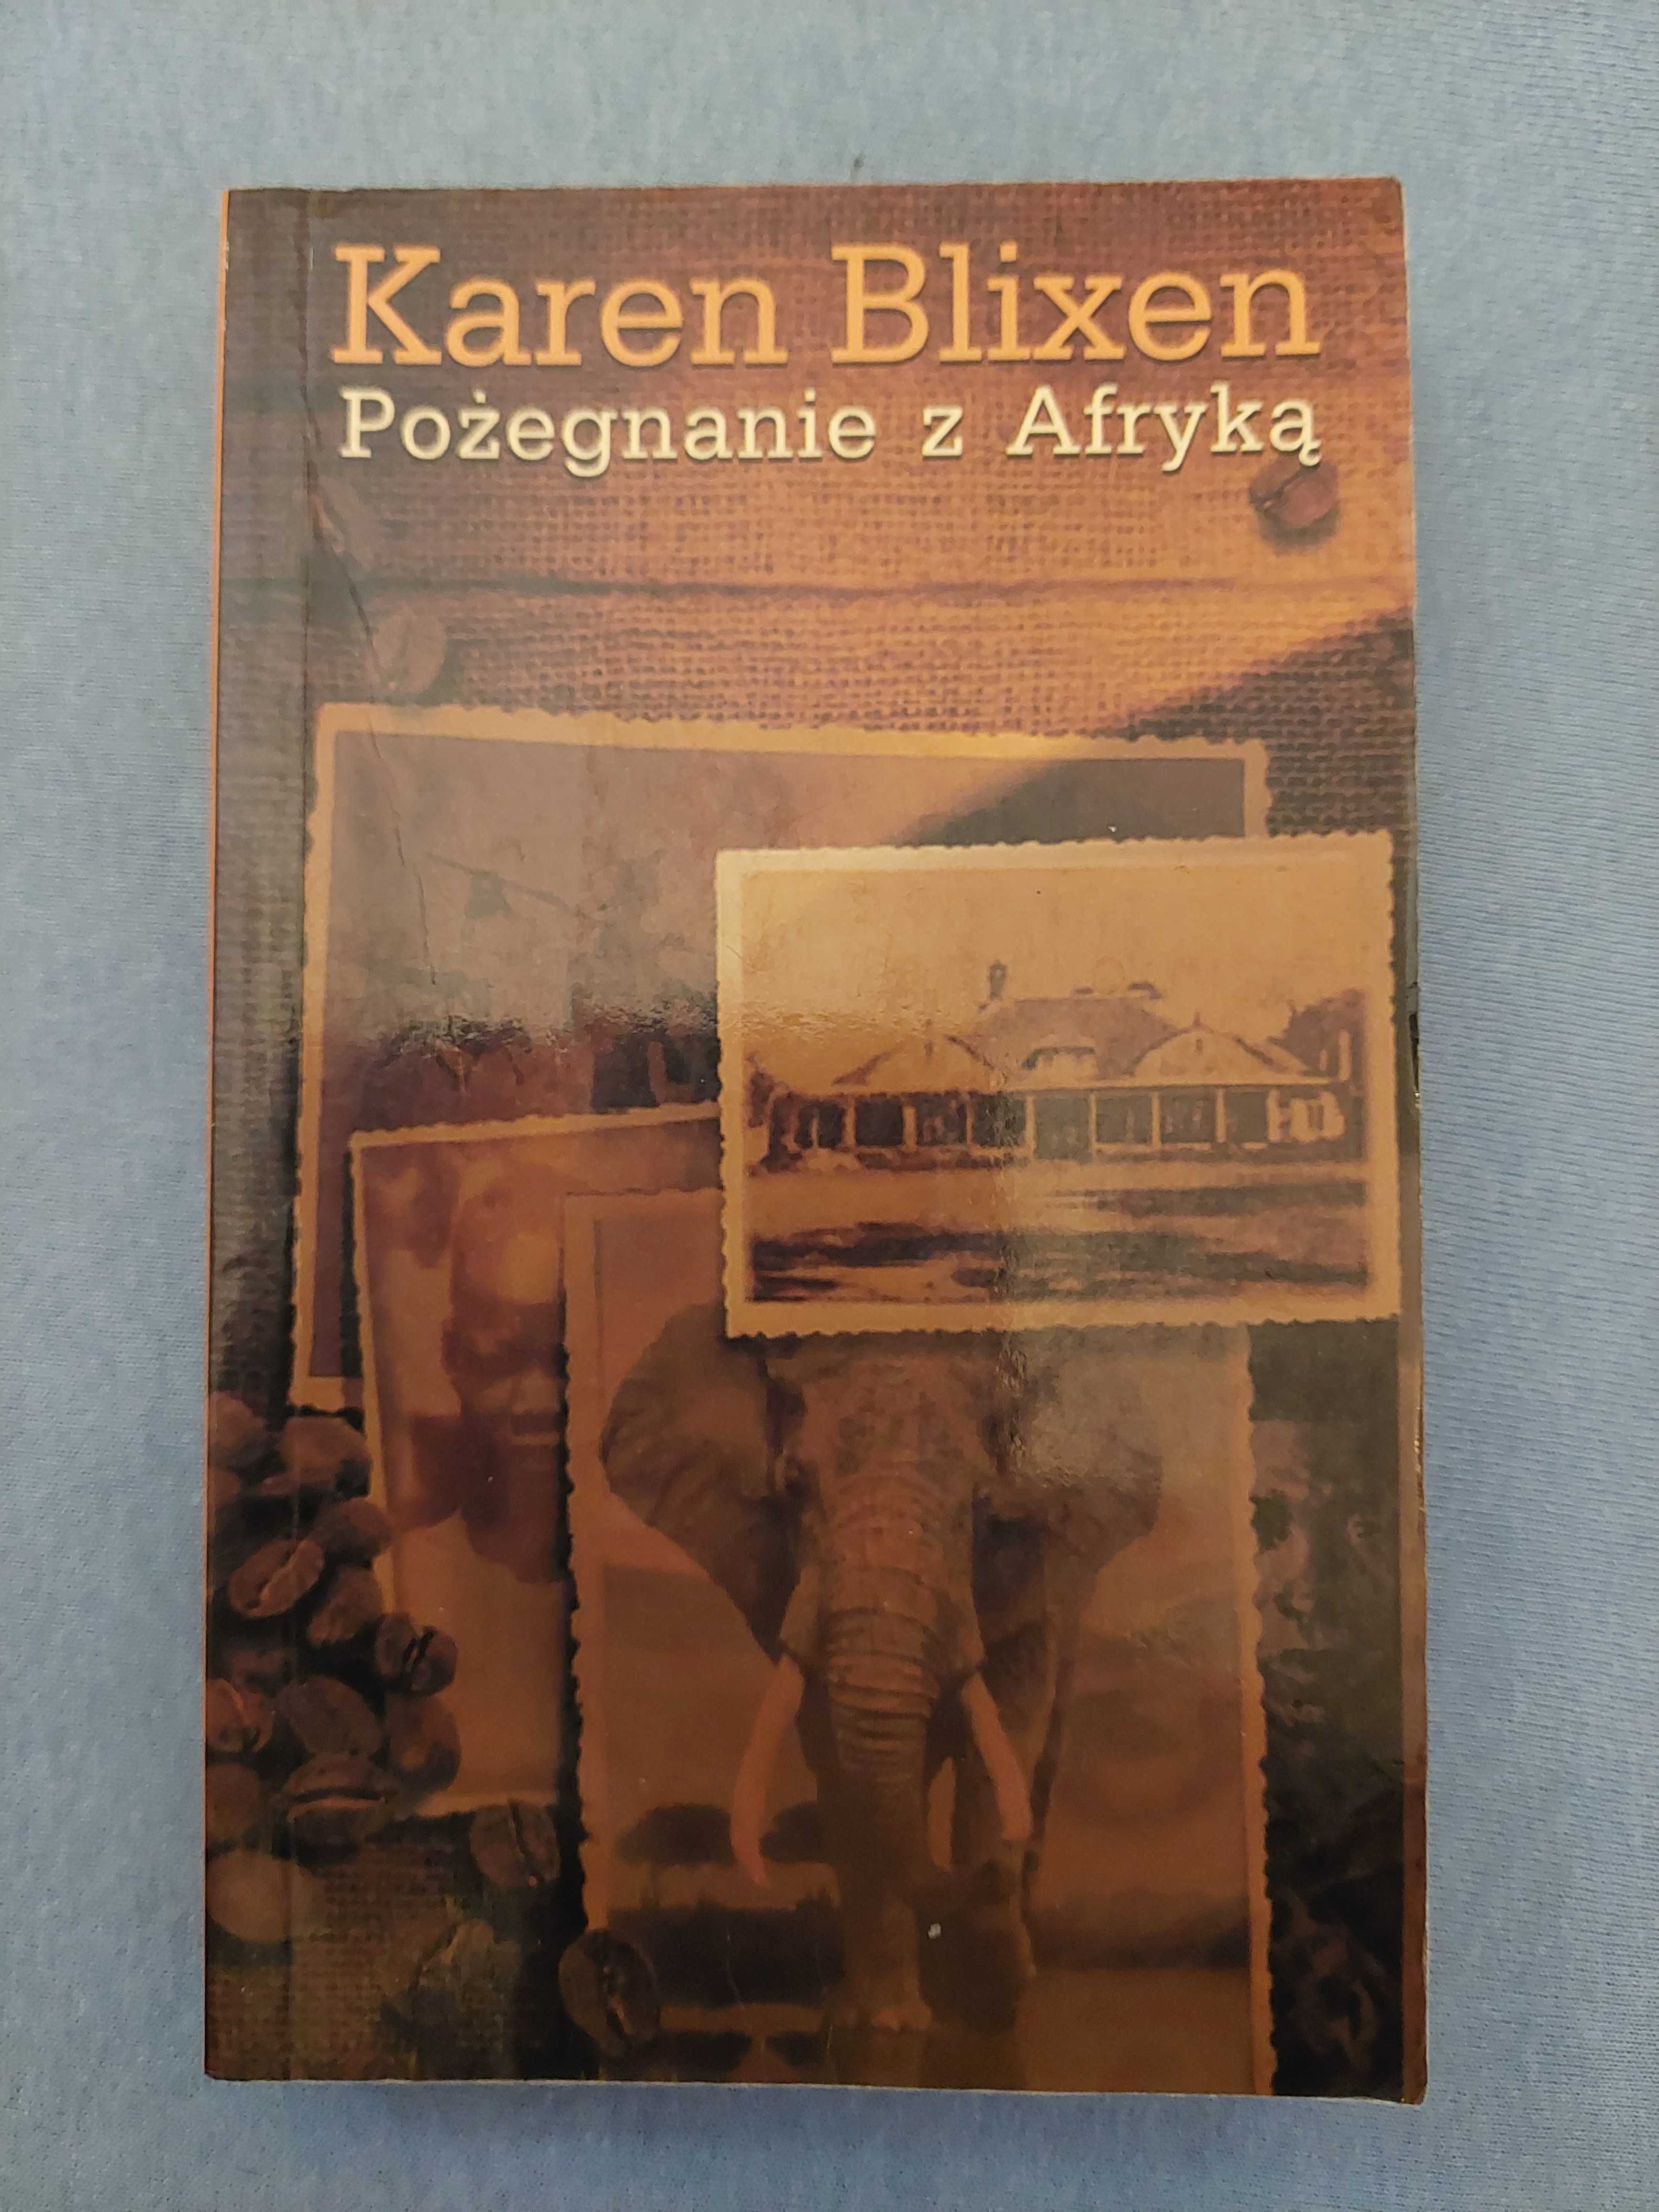 Karen Blixen
Pożegnanie z Afryką